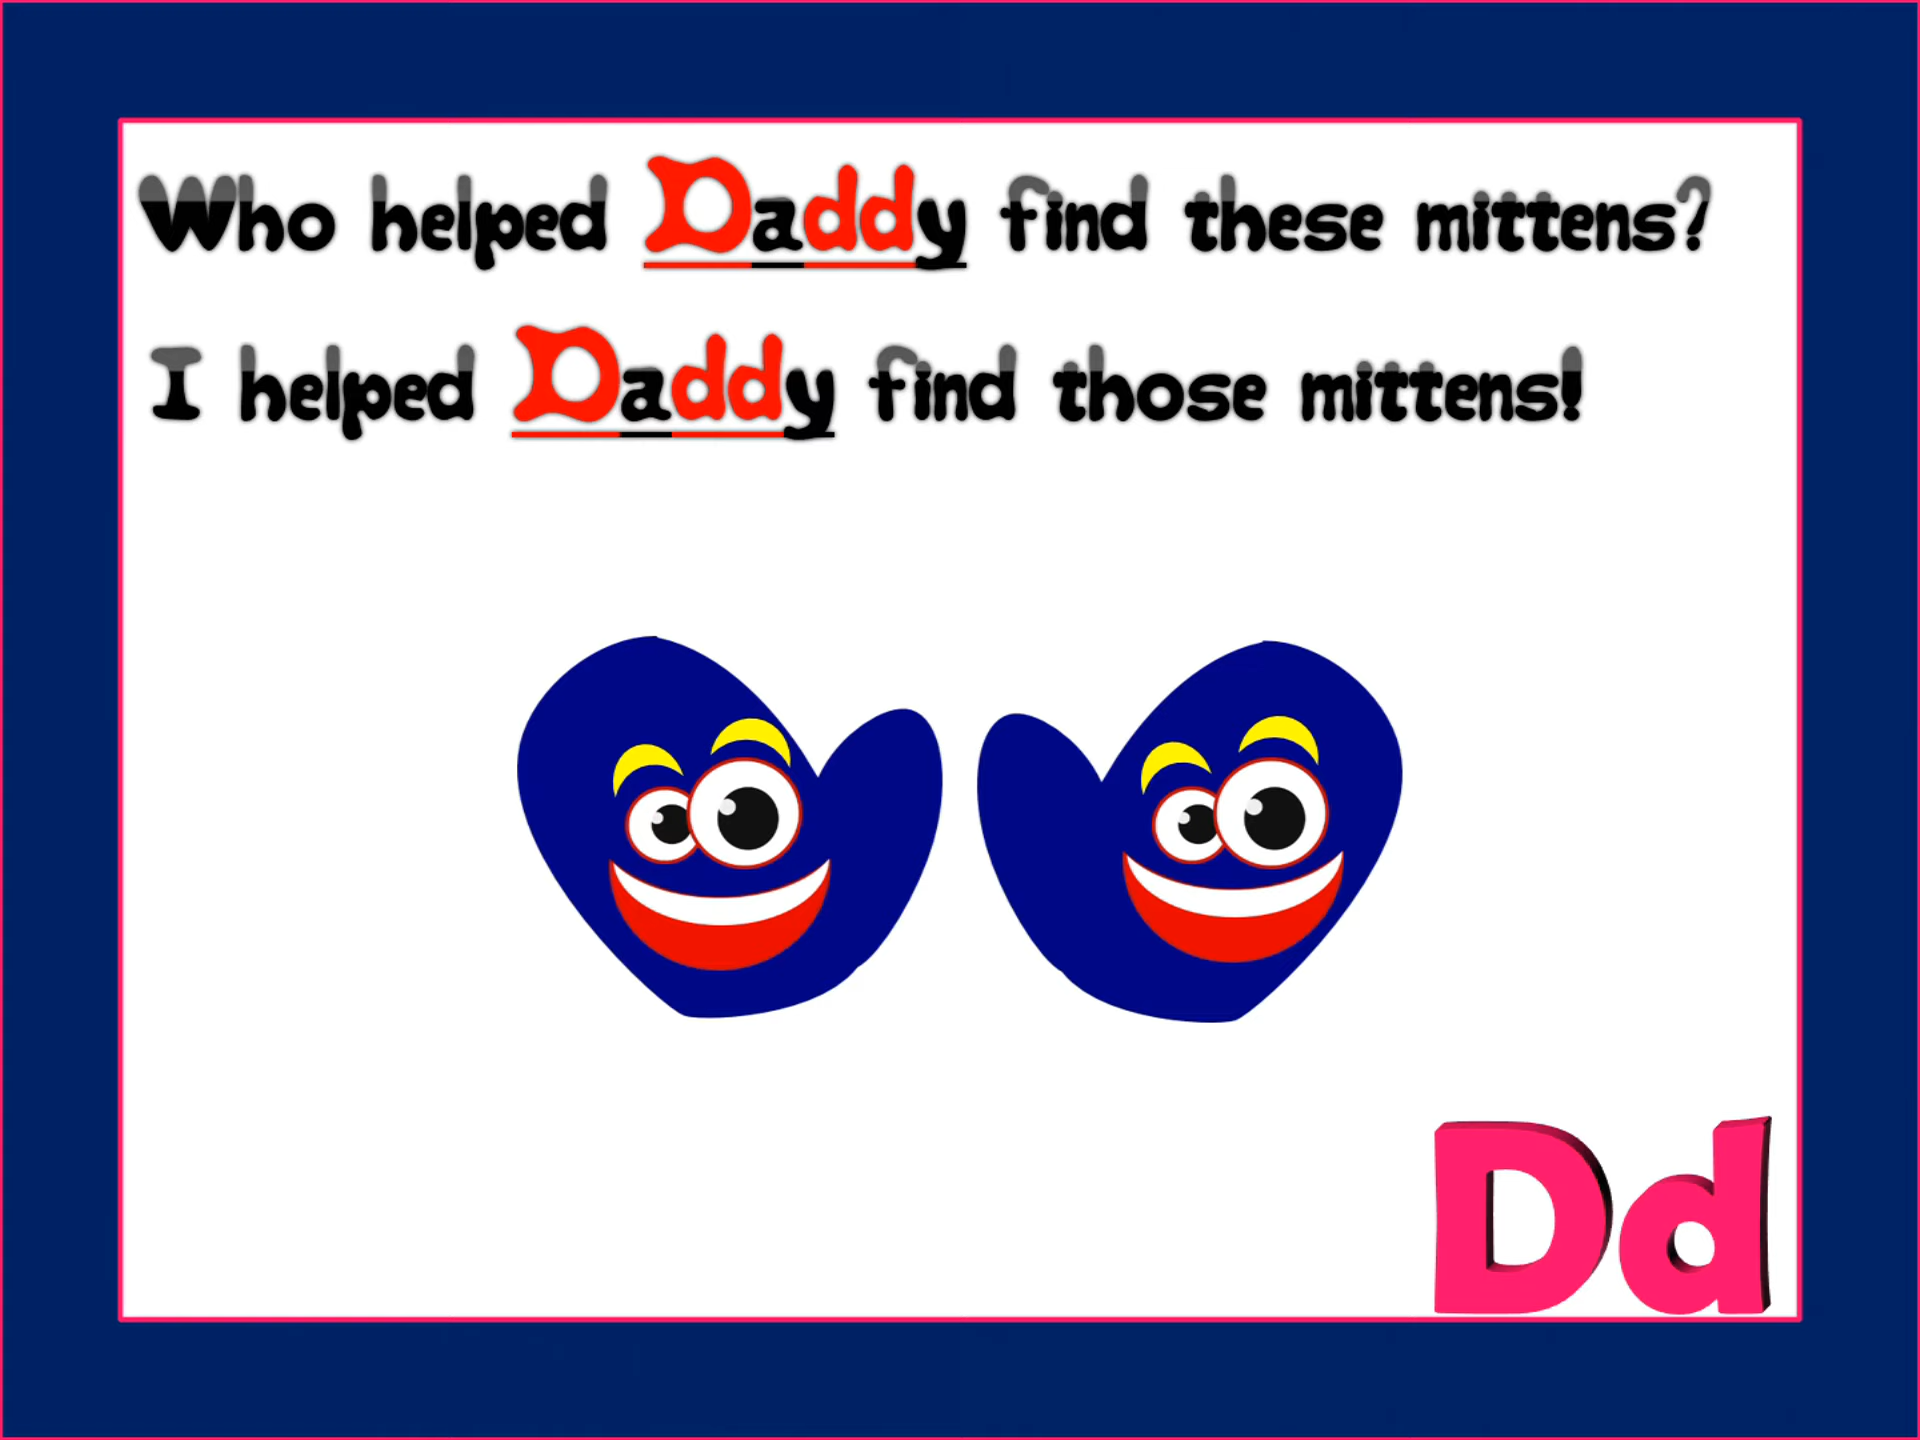 Who helped Daddy find these mittens?
I helped Daddy find those mittens!
Dd